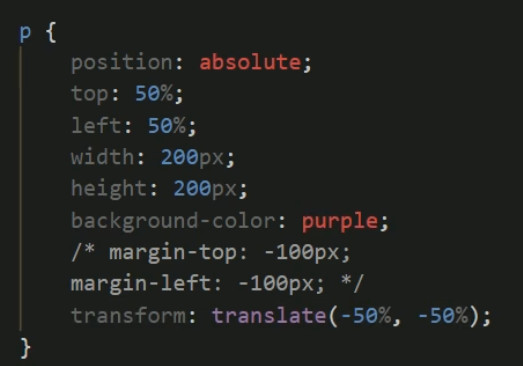 p {
position: absolute;
top: 50%;
left: 50%;
width: 200px;
height: 200px;
background-color: purple;
/* margin-top: -100px;
margin-left: -100px; */
transform: translate(-50%, -50%);
}